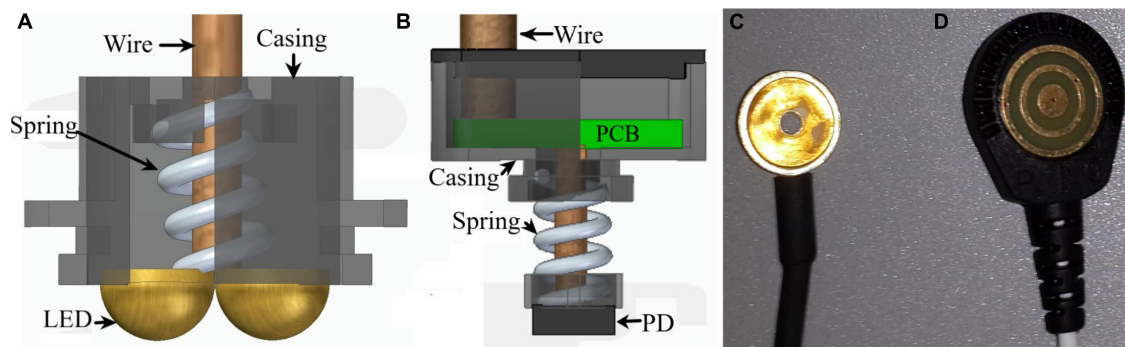 A
Wire
Casing
Spring
LED
B
Wire
PCB
Casing
Spring
PD
C
D